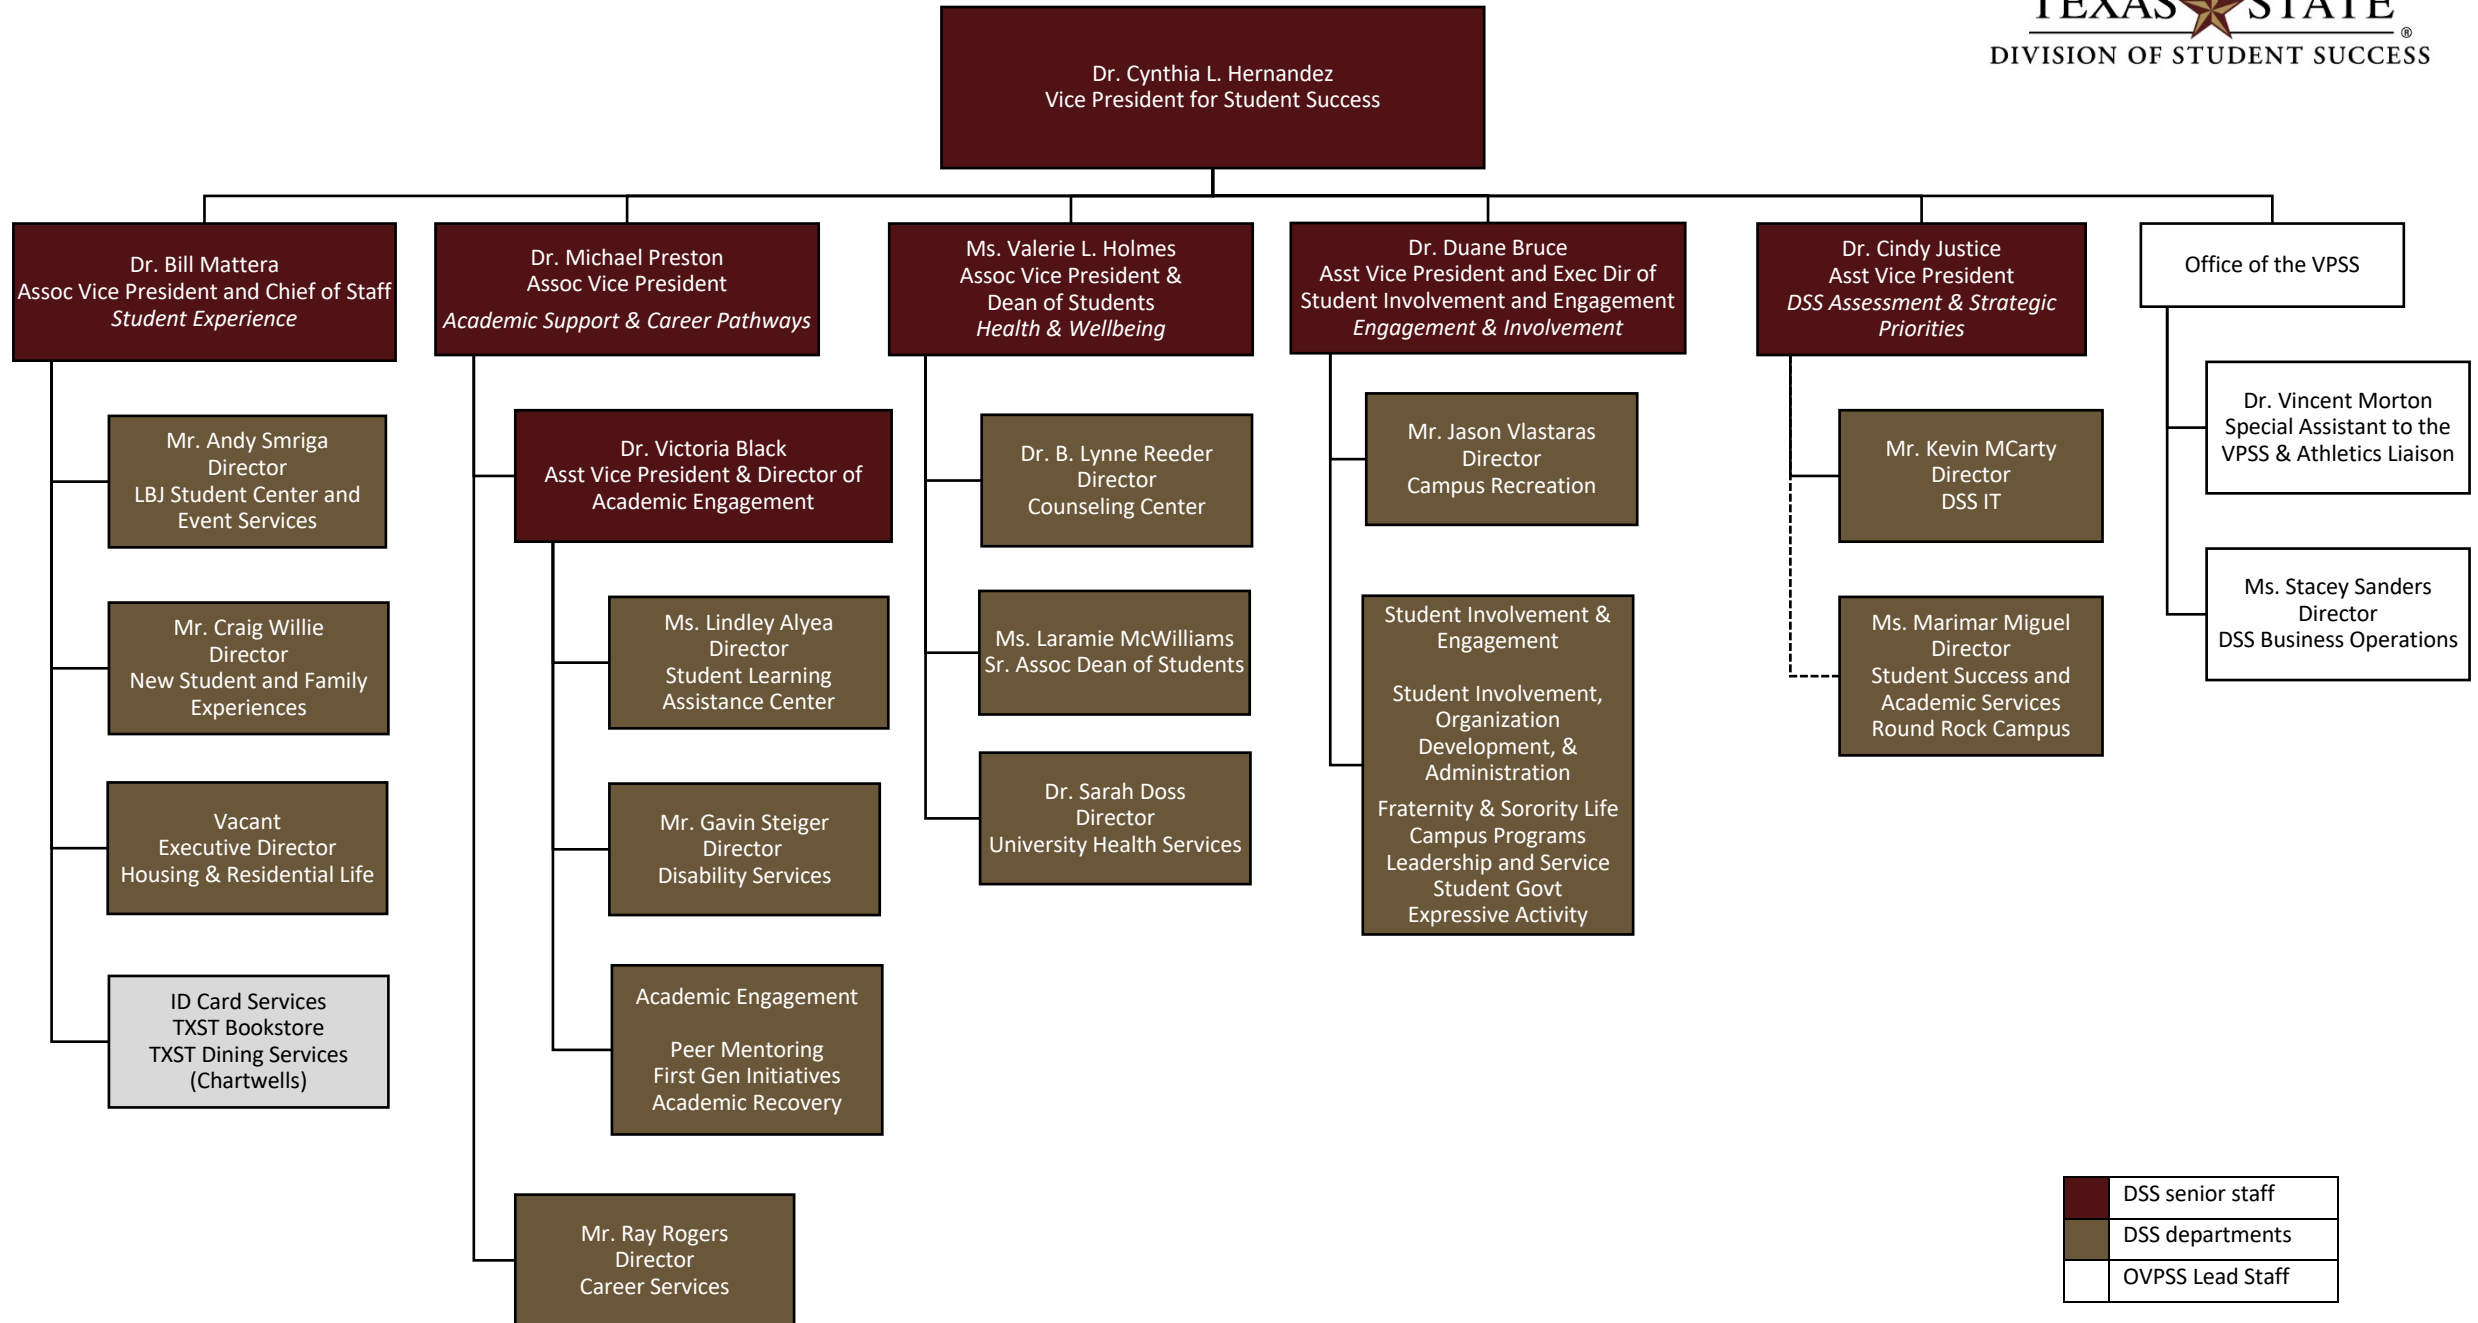 TEXAS STATE
®
DIVISION OF STUDENT SUCCESS
Dr. Cynthia L. Hernandez
Vice President for Student Success
Dr. Bill Mattera
Assoc Vice President and Chief of Staff
Student Experience
Mr. Andy Smriga
Director
LBJ Student Center and
Event Services
Mr. Craig Willie
Director
New Student and Family
Experiences
Vacant
Executive Director
Housing & Residential Life
ID Card Services
TXST Bookstore
TXST Dining Services
(Chartwells)
Dr. Michael Preston
Assoc Vice President
Academic Support & Career Pathways
Dr. Victoria Black
Asst Vice President & Director of
Academic Engagement
Ms. Lindley Alyea
Director
Student Learning
Assistance Center
Mr. Gavin Steiger
Director
Disability Services
Academic Engagement
Peer Mentoring
First Gen Initiatives
Academic Recovery
Mr. Ray Rogers
Director
Career Services
Ms. Valerie L. Holmes
Assoc Vice President &
Dean of Students
Health & Wellbeing
Dr. B. Lynne Reeder
Director
Counseling Center
Ms. Laramie McWilliams
Sr. Assoc Dean of Students
Dr. Sarah Doss
Director
University Health Services
Dr. Duane Bruce
Asst Vice President and Exec Dir of
Student Involvement and Engagement
Engagement & Involvement
Mr. Jason Vlastaras
Director
Campus Recreation
Student Involvement &
Engagement
Student Involvement,
Organization
Development, &
Administration
Fraternity & Sorority Life
Campus Programs
Leadership and Service
Student Govt
Expressive Activity
Dr. Cindy Justice
Asst Vice President
DSS Assessment & Strategic
Priorities
Mr. Kevin MCarty
Director
DSS IT
Ms. Marimar Miguel
Director
Student Success and
Academic Services
Round Rock Campus
Office of the VPSS
Dr. Vincent Morton
Special Assistant to the
VPSS & Athletics Liaison
Ms. Stacey Sanders
Director
DSS Business Operations
DSS senior staff
DSS departments
OVPSS Lead Staff